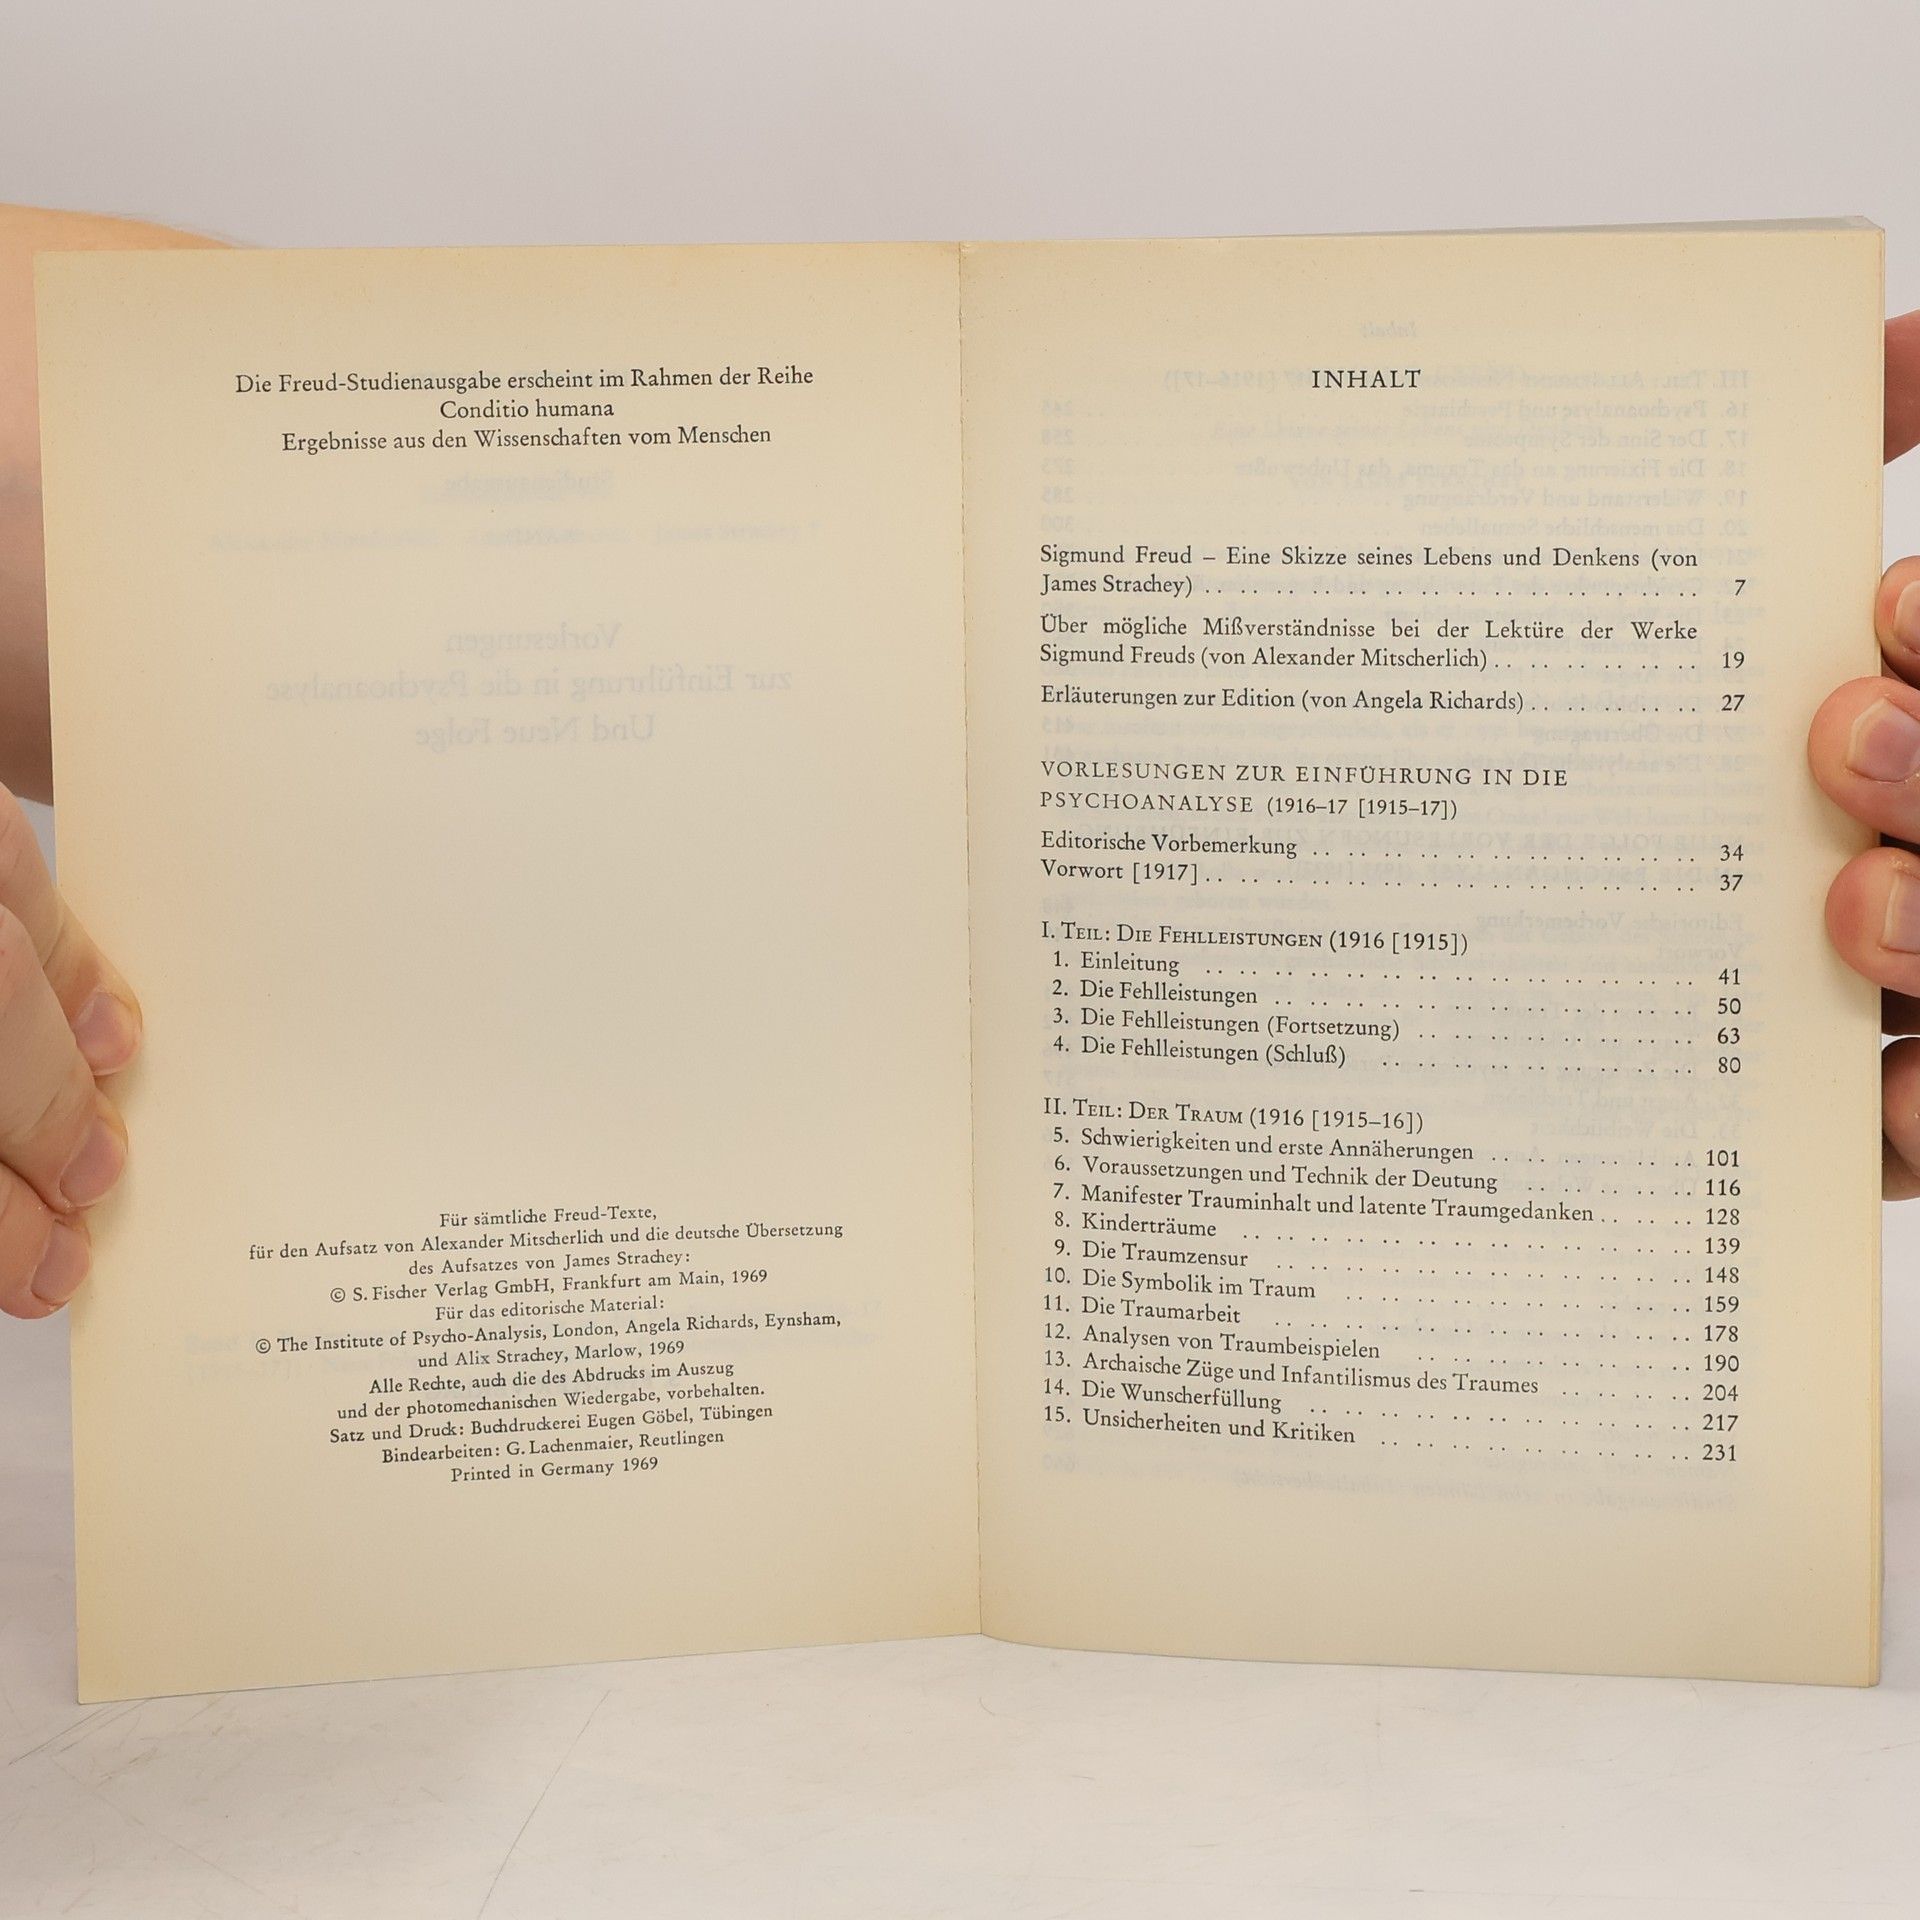 Die Freud-Studienausgabe erscheint im Rahmen der Reihe
Conditio humana
Ergebnisse aus den Wissenschaften vom Menschen
Für sämtliche Freud-Texte,
für den Aufsatz von Alexander Mitscherlich und die deutsche Übersetzung
des Aufsatzes von James Strachey:
© S. Fischer Verlag GmbH, Frankfurt am Main, 1969
Für das editorische Material:
© The Institute of Psycho-Analysis, London, Angela Richards, Eynsham,
und Alix Strachey, Marlow, 1969
Alle Rechte, auch die des Abdrucks im Auszug
und der photomechanischen Wiedergabe, vorbehalten.
Satz und Druck: Buchdruckerei Eugen Göbel, Tübingen
Bindearbeiten: G. Lachenmaier, Reutlingen
Printed in Germany 1969
INHALT
Sigmund Freud – Eine Skizze seines Lebens und Denkens (von
James Strachey) . . . . . . . . . . . . . . . . . . . . 7
Über mögliche Mißverständnisse bei der Lektüre der Werke
Sigmund Freuds (von Alexander Mitscherlich) . . . . . . . . 19
Erläuterungen zur Edition (von Angela Richards) . . . . . . . 27
VORLESUNGEN ZUR EINFÜHRUNG IN DIE
PSYCHOANALYSE (1916–17 [1915–17])
Editorische Vorbemerkung . . . . . . . . . . . . . . . 34
Vorwort [1917] . . . . . . . . . . . . . . . . . . . . 37
I. TEIL: DIE FEHLLEISTUNGEN (1916 [1915])
1. Einleitung . . . . . . . . . . . . . . . . . . . 41
2. Die Fehlleistungen . . . . . . . . . . . . . . . . 50
3. Die Fehlleistungen (Fortsetzung) . . . . . . . . . . 63
4. Die Fehlleistungen (Schluß) . . . . . . . . . . . . 80
II. TEIL: DER TRAUM (1916 [1915–16])
5. Schwierigkeiten und erste Annäherungen . . . . . . . . 101
6. Voraussetzungen und Technik der Deutung . . . . . . . 116
7. Manifester Trauminhalt und latente Traumgedanken . . . . 128
8. Kinderträume . . . . . . . . . . . . . . . . . . 139
9. Die Traumzensur . . . . . . . . . . . . . . . . . 148
10. Die Symbolik im Traum . . . . . . . . . . . . . . 159
11. Die Traumarbeit . . . . . . . . . . . . . . . . . 178
12. Analysen von Traumbeispielen . . . . . . . . . . . . 190
13. Archaische Züge und Infantilismus des Traumes . . . . . 204
14. Die Wunscherfüllung . . . . . . . . . . . . . . . 217
15. Unsicherheiten und Kritiken . . . . . . . . . . . . 231